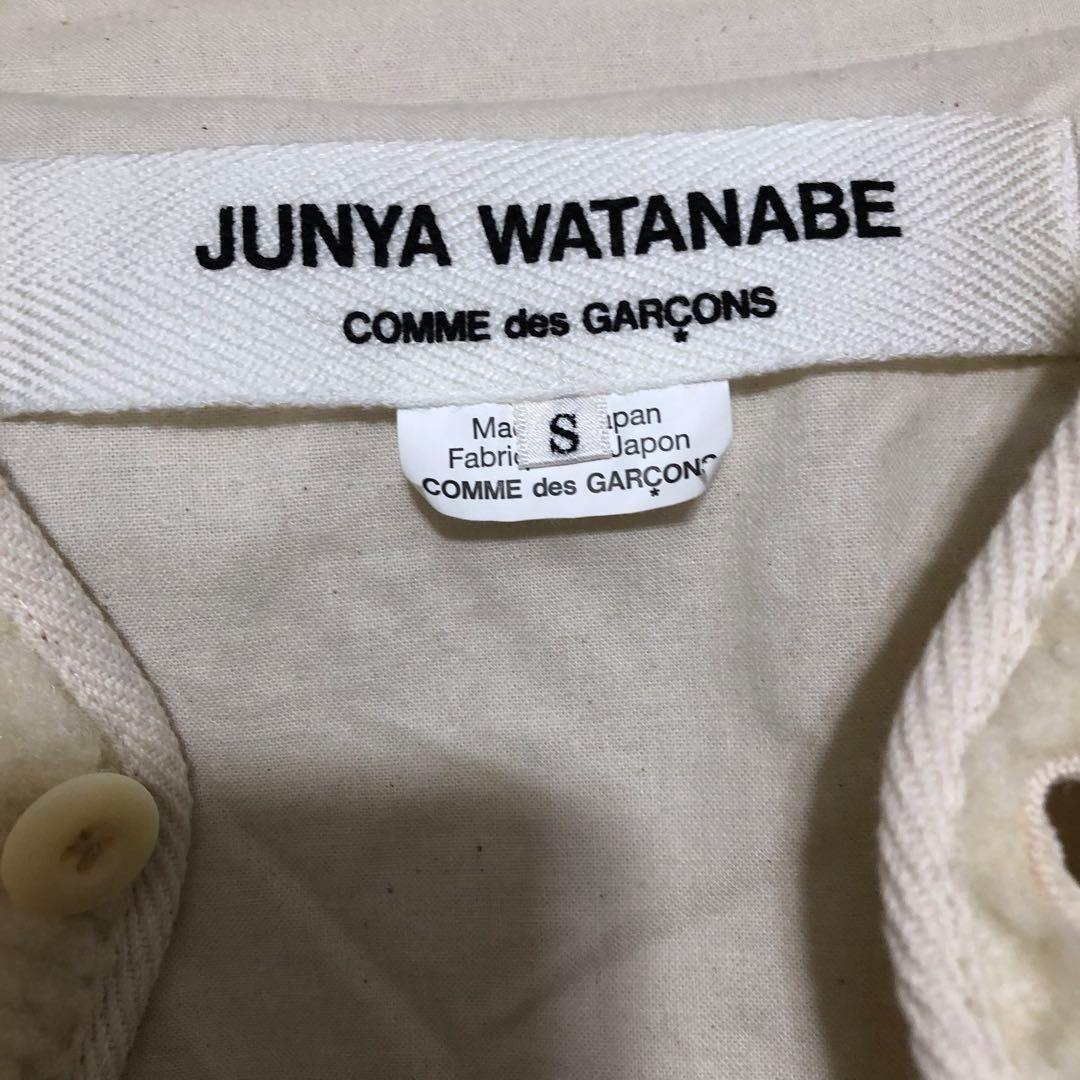 JUNYA WATANABE
COMME des GARÇONS
S
Japon
COMME des GARÇONS